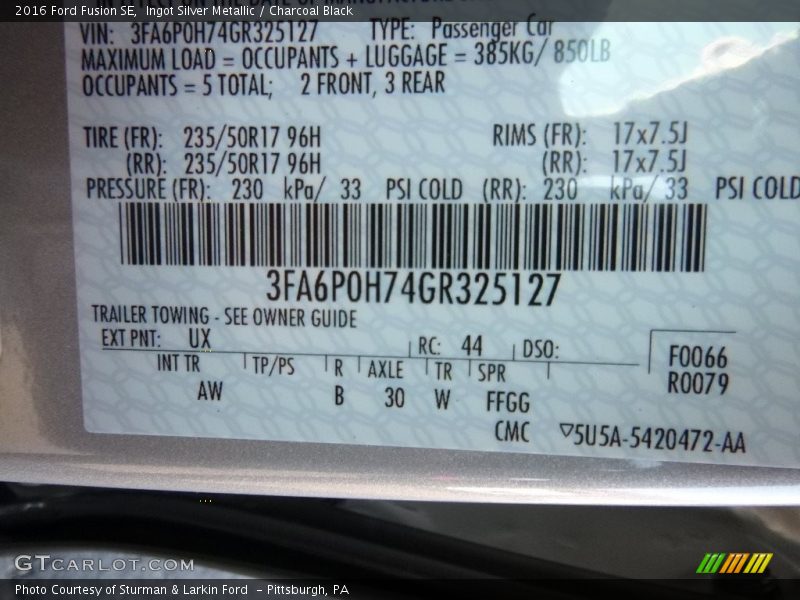 2016 Ford Fusion SE, Ingot Silver Metallic / Charcoal Black
VIN: 3FA6P0H74GR325127 TYPE: Passenger Car
MAXIMUM LOAD = OCCUPANTS + LUGGAGE = 385KG/ 850LB
OCCUPANTS = 5 TOTAL; 2 FRONT, 3 REAR
TIRE (FR): 235/50R17 96H RIMS (FR): 17x7.5J
(RR): 235/50R17 96H (RR): 17x7.5J
PRESSURE (FR): 230 kPa/ 33 PSI COLD (RR): 230 kPa/ 33 PSI COLD
3FA6P0H74GR325127
TRAILER TOWING - SEE OWNER GUIDE
EXT PNT: UX RC: 44 DSO:
INT TR TP/PS R AXLE TR SPR
AW B 30 W FFGG
F0066
R0079
CMC ▽5U5A-5420472-AA
GTCARLOT.COM
Photo Courtesy of Sturman & Larkin Ford - Pittsburgh, PA